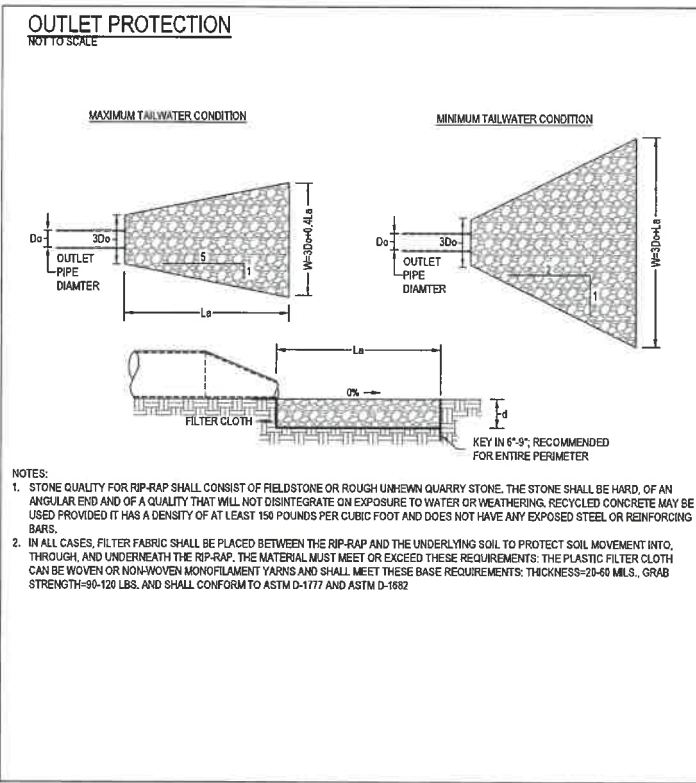 OUTLET PROTECTION
NOT TO SCALE
MAXIMUM TAILWATER CONDITION
MINIMUM TAILWATER CONDITION
Do
3Do
OUTLET
PIPE
DIAMTER
5
1
La
W=3Do+0.4La
Do
3Do
OUTLET
PIPE
DIAMTER
2
1
W=3Do+La
La
0%
FILTER CLOTH
d
KEY IN 6"-9"; RECOMMENDED
FOR ENTIRE PERIMETER
NOTES:
1. STONE QUALITY FOR RIP-RAP SHALL CONSIST OF FIELDSTONE OR ROUGH UNHEWN QUARRY STONE. THE STONE SHALL BE HARD, OF AN
ANGULAR END AND OF A QUALITY THAT WILL NOT DISINTEGRATE ON EXPOSURE TO WATER OR WEATHERING. RECYCLED CONCRETE MAY BE
USED PROVIDED IT HAS A DENSITY OF AT LEAST 150 POUNDS PER CUBIC FOOT AND DOES NOT HAVE ANY EXPOSED STEEL OR REINFORCING
BARS.
2. IN ALL CASES, FILTER FABRIC SHALL BE PLACED BETWEEN THE RIP-RAP AND THE UNDERLYING SOIL TO PROTECT SOIL MOVEMENT INTO,
THROUGH, AND UNDERNEATH THE RIP-RAP. THE MATERIAL MUST MEET OR EXCEED THESE REQUIREMENTS: THE PLASTIC FILTER CLOTH
CAN BE WOVEN OR NON-WOVEN MONOFILAMENT YARNS AND SHALL MEET THESE BASE REQUIREMENTS: THICKNESS=20-60 MILS., GRAB
STRENGTH=90-120 LBS. AND SHALL CONFORM TO ASTM D-1777 AND ASTM D-1682